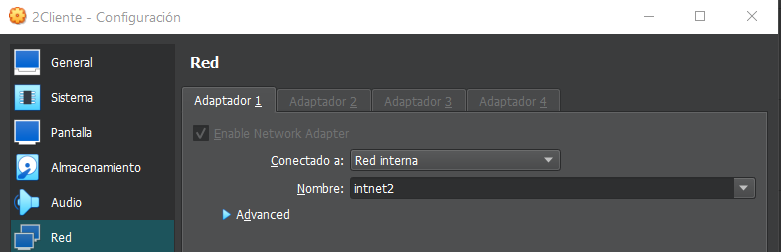 2Cliente - Configuración
General
Sistema
Pantalla
Almacenamiento
Audio
Red
Red
Adaptador 1 Adaptador 2 Adaptador 3 Adaptador 4
Enable Network Adapter
Conectado a: Red interna
Nombre: intnet2
Advanced